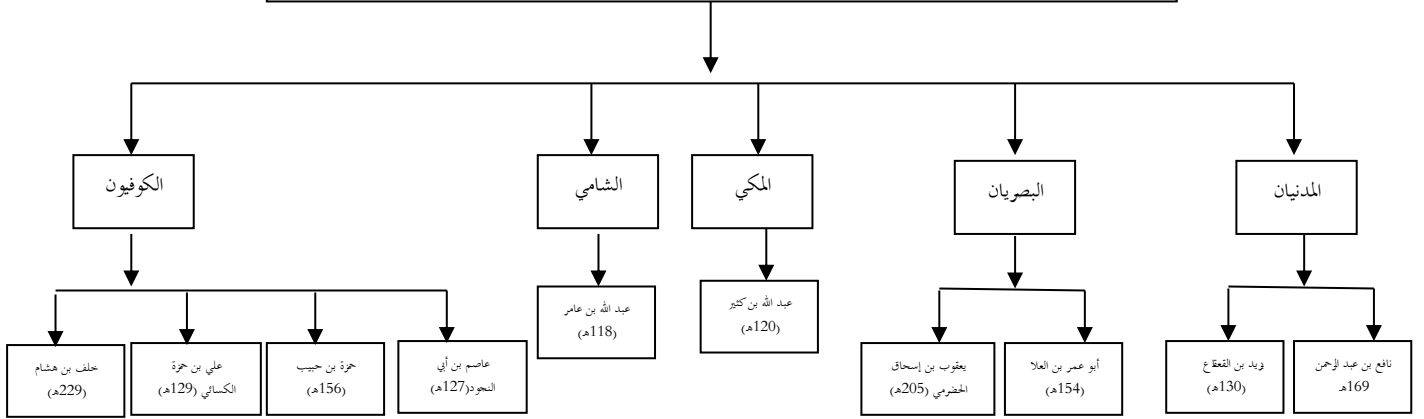 المدنيان
البصريان
المكي
الشامي
الكوفيون
نافع بن عبد الرحمن
169هـ
يزيد بن القعقاع
(130هـ)
أبو عمر بن العلا
(154هـ)
يعقوب بن إسحاق
الحضرمي (205هـ)
عبد الله بن كثير
(120هـ)
عبد الله بن عامر
(118هـ)
عاصم بن أبي
النجود(127هـ)
حمزة بن حبيب
(156هـ)
علي بن حمزة
الكسائي (129هـ)
خلف بن هشام
(229هـ)